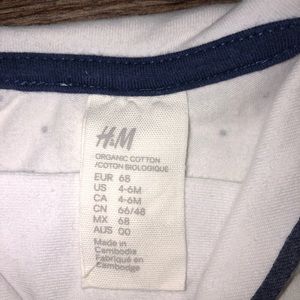 H&M
ORGANIC COTTON
/COTON BIOLOGIQUE
EUR 68
US 4-6M
CA 4-6M
CN 66/48
MX 68
AUS 00
Made in
Cambodia
Fabriqué en
Cambodge